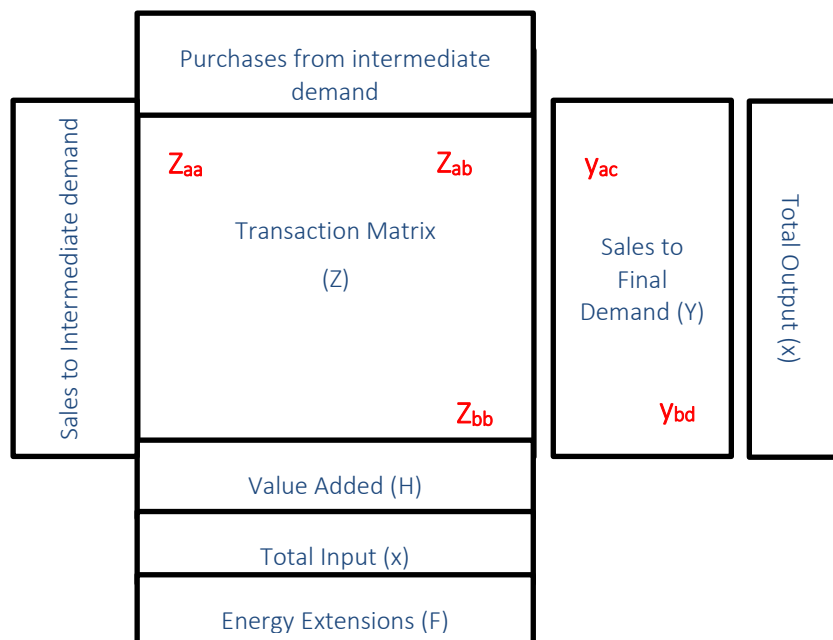 Purchases from intermediate
demand
Sales to Intermediate demand
Zaa
Zab
yac
Transaction Matrix
(Z)
Sales to
Final
Demand (Y)
Total Output (x)
Zbb
ybd
Value Added (H)
Total Input (x)
Energy Extensions (F)